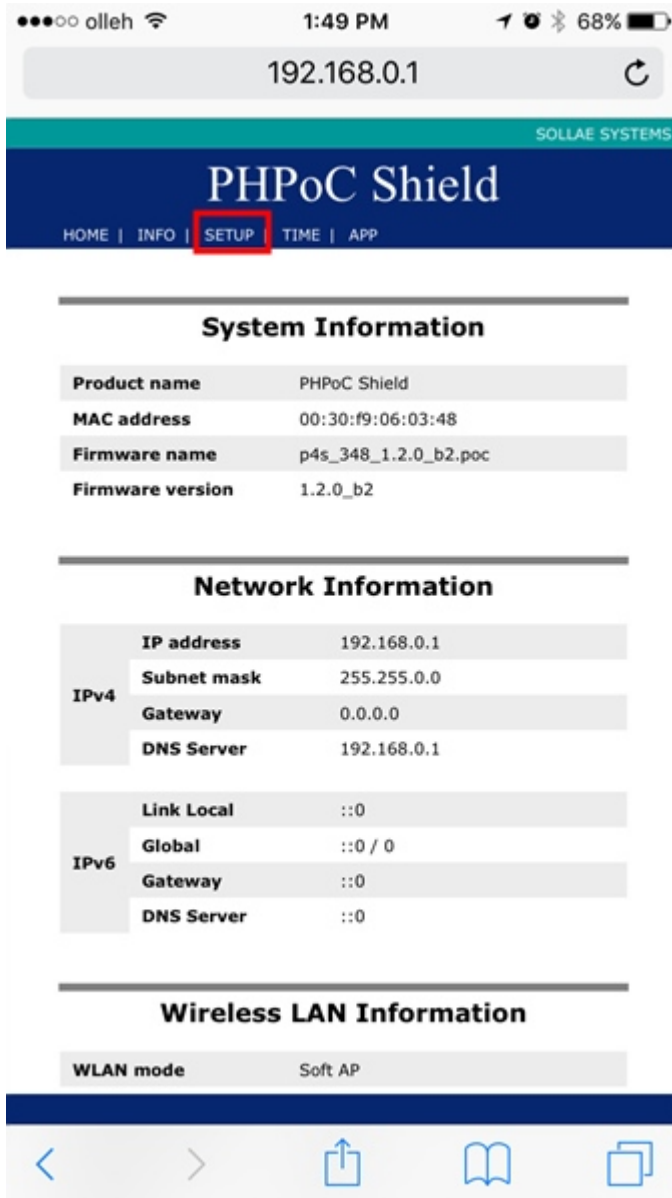 olleh 1:49 PM 68%
192.168.0.1
SOLLAE SYSTEMS
PHPoC Shield
HOME | INFO | SETUP | TIME | APP
System Information
Product name PHPoC Shield
MAC address 00:30:f9:06:03:48
Firmware name p4s_348_1.2.0_b2.poc
Firmware version 1.2.0_b2
Network Information
IPv4
IP address 192.168.0.1
Subnet mask 255.255.0.0
Gateway 0.0.0.0
DNS Server 192.168.0.1
IPv6
Link Local ::0
Global ::0 / 0
Gateway ::0
DNS Server ::0
Wireless LAN Information
WLAN mode Soft AP